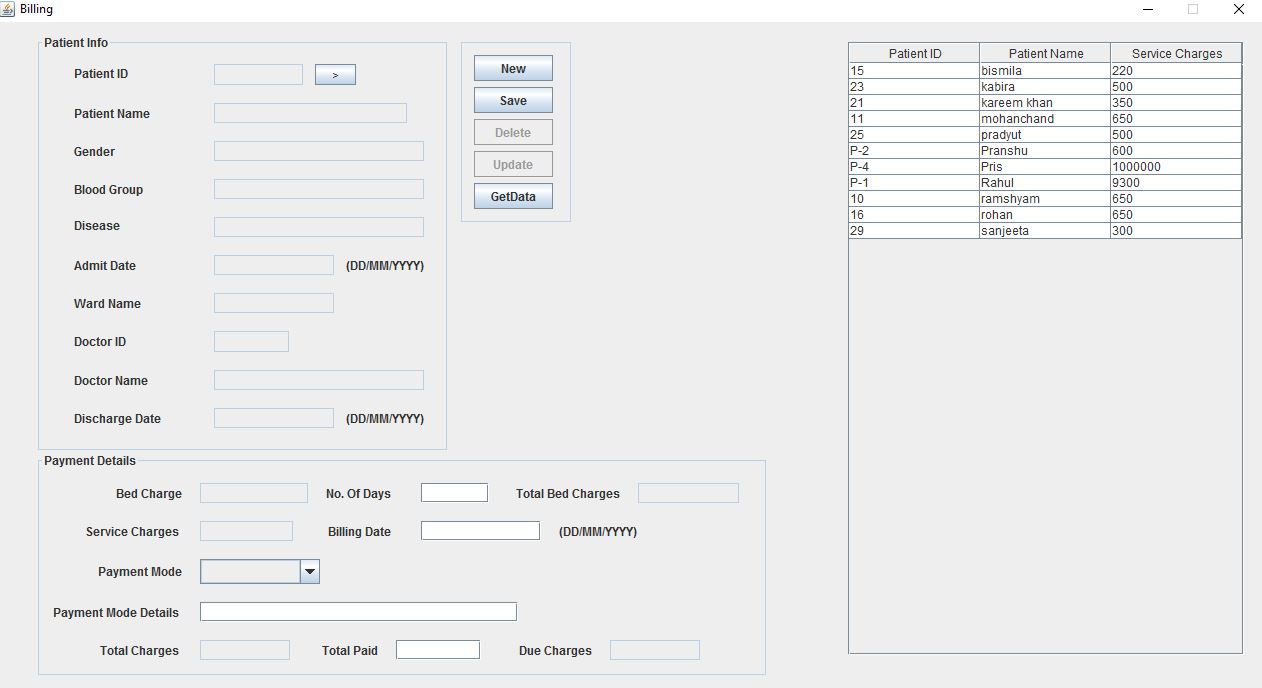 Billing
Patient Info
Patient ID >
Patient Name
Gender
Blood Group
Disease
Admit Date (DD/MM/YYYY)
Ward Name
Doctor ID
Doctor Name
Discharge Date (DD/MM/YYYY)
New
Save
Delete
Update
GetData
Patient ID Patient Name Service Charges
15 bismila 220
23 kabira 500
21 kareem khan 350
11 mohanchand 650
25 pradyut 500
P-2 Pranshu 600
P-4 Pris 1000000
P-1 Rahul 9300
10 ramshyam 650
16 rohan 650
29 sanjeeta 300
Payment Details
Bed Charge No. Of Days Total Bed Charges
Service Charges Billing Date (DD/MM/YYYY)
Payment Mode
Payment Mode Details
Total Charges Total Paid Due Charges